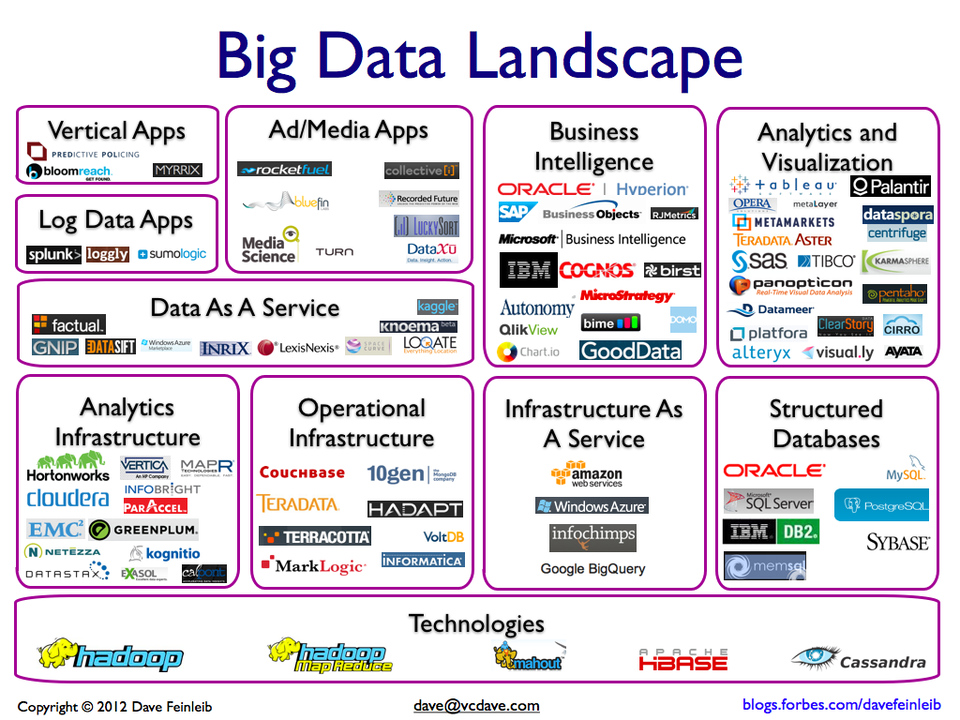 Big Data Landscape
Vertical Apps
PREDICTIVE POLICING
bloomreach
GET FOUND.
MYRRIX
Log Data Apps
splunk>
loggly
sumologic
Ad/Media Apps
rocketfuel
collective[i]
bluefin
Recorded Future
LUCKYSORT
Media
Science
TURN
DataXu
Data. Insight. Action.
Data As A Service
kaggle
factual.
knoema beta
GNIP
DATASIFT
Windows Azure
Marketplace
INRIX
LexisNexis
SPACE
CURVE
LOQATE
Everything Location
Business
Intelligence
ORACLE | Hyperion
SAP
Business Objects
RJMetrics
Microsoft | Business Intelligence
IBM
COGNOS
birst
MicroStrategy
Autonomy
QlikView
bime
DOMO
Chart.io
GoodData
Analytics and
Visualization
tableau
Palantir
OPERA
metaLayer
dataspora
METAMARKETS
TERADATA ASTER
centrifuge
sas
TIBCO
KARMASPHERE
panopticon
Real-Time Visual Data Analysis
pentaho
Datameer
platfora
ClearStory
CIRRO
alteryx
visual.ly
AYATA
Analytics
Infrastructure
Hortonworks
VERTICA
An HP Company
MAPR
TECHNOLOGIES
cloudera
INFOBRIGHT
PARACCEL
EMC²
GREENPLUM.
NETEZZA
kognitio
DATASTAX
EXASOL
calpont
Operational
Infrastructure
COUCHBASE
10gen
the
MongoDB
company
TERADATA
HADAPT
TERRACOTTA
VoltDB
MarkLogic
INFORMATICA
Infrastructure As
A Service
amazon
web services
Windows Azure
infochimps
Google BigQuery
Structured
Databases
ORACLE
MySQL
Microsoft
SQL Server
PostgreSQL
IBM DB2.
SYBASE
memsql
Technologies
hadoop
hadoop
Map Reduce
mahout
APACHE
HBASE
Cassandra
Copyright © 2012 Dave Feinleib
dave@vcdave.com
blogs.forbes.com/davefeinleib